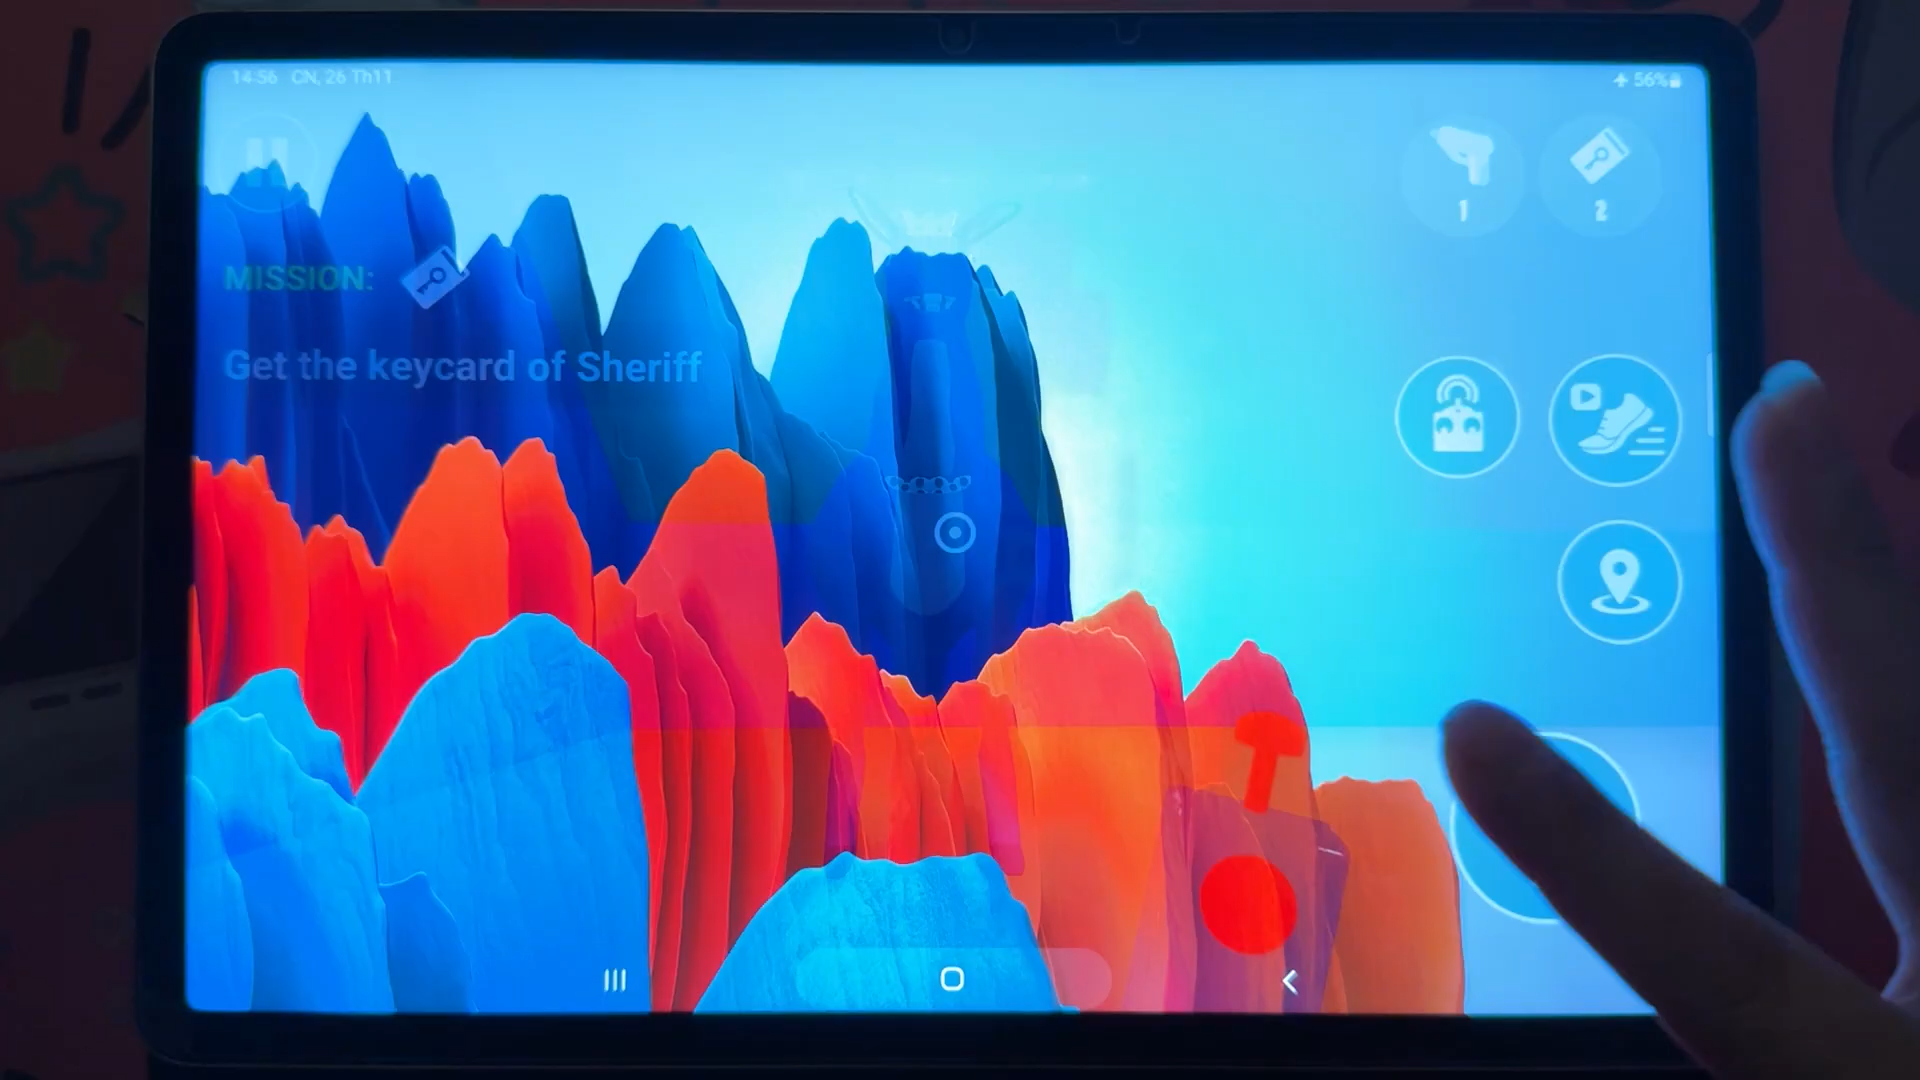 14:56 CN, 26 Th11
56%
1
2
MISSION:
Get the keycard of Sheriff